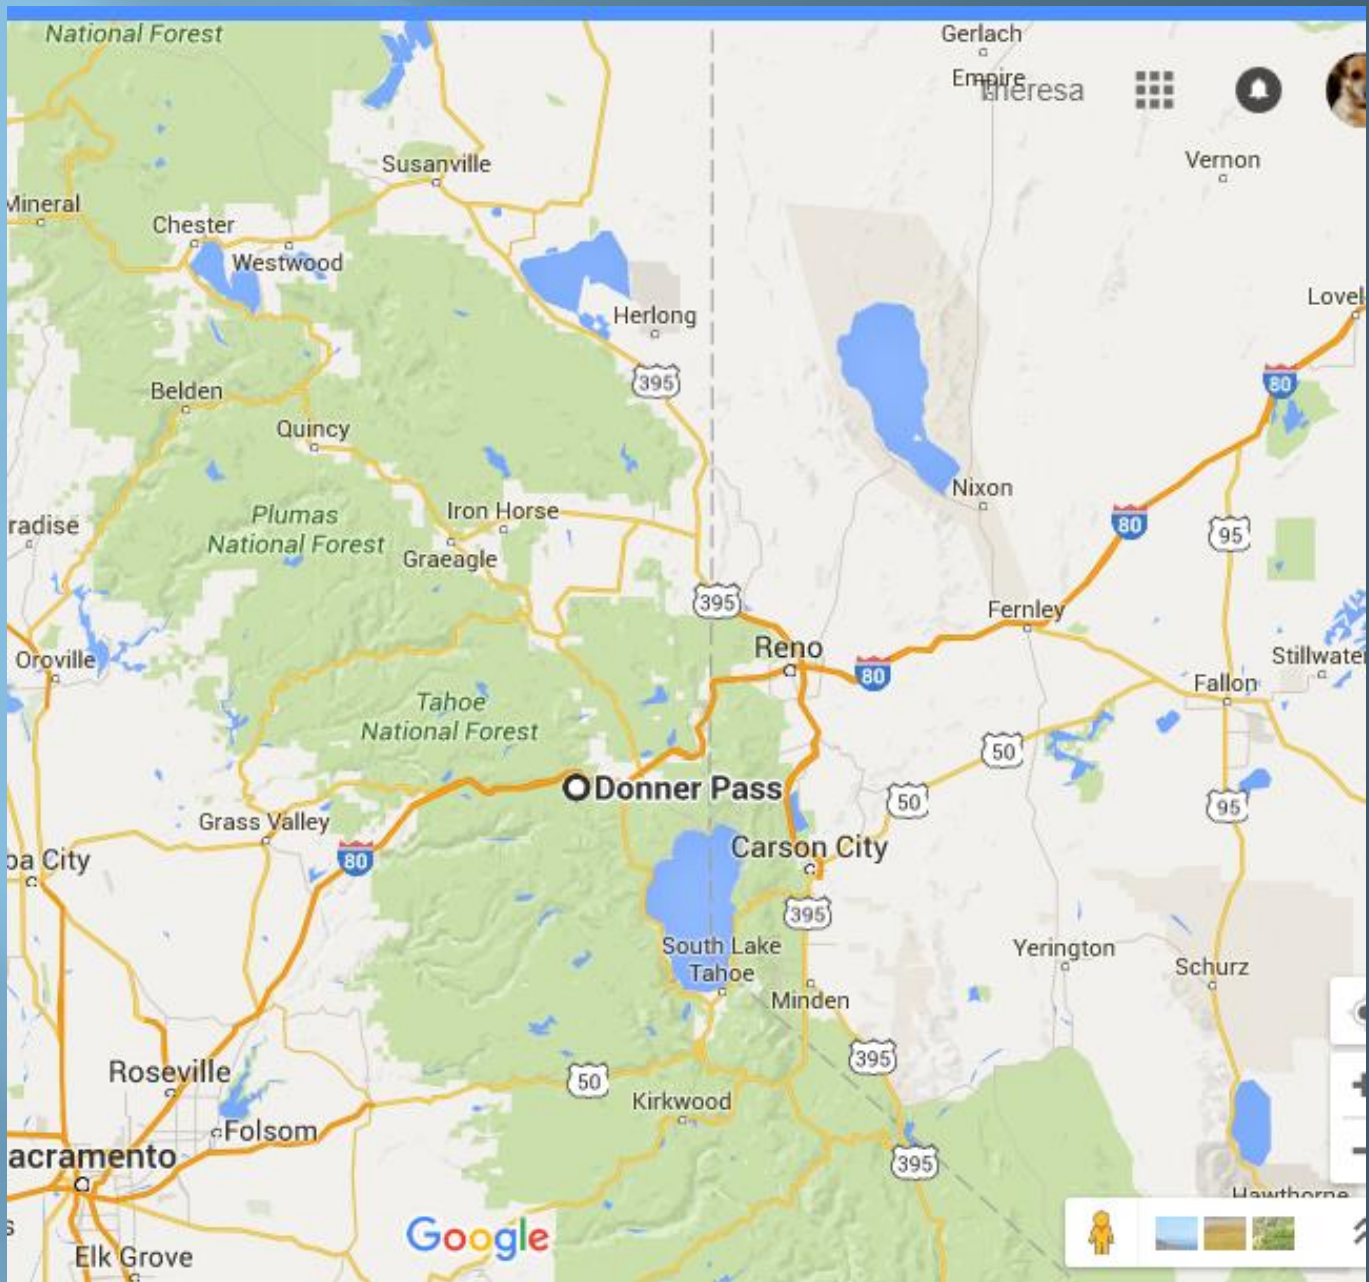 National Forest
Gerlach
Empire
Theresa
Vernon
Susanville
Mineral
Chester
Westwood
Lovel
Herlong
395
80
Belden
Quincy
Nixon
Iron Horse
Plumas
National Forest
radise
Graeagle
80
95
395
Fernley
Reno
Oroville
80
Stillwate
Fallon
Tahoe
National Forest
50
Donner Pass
50
95
Grass Valley
80
Carson City
ba City
395
South Lake
Tahoe
Yerington
Schurz
Minden
395
Roseville
50
Kirkwood
Folsom
acramento
395
Hawthorne
s
Google
Elk Grove